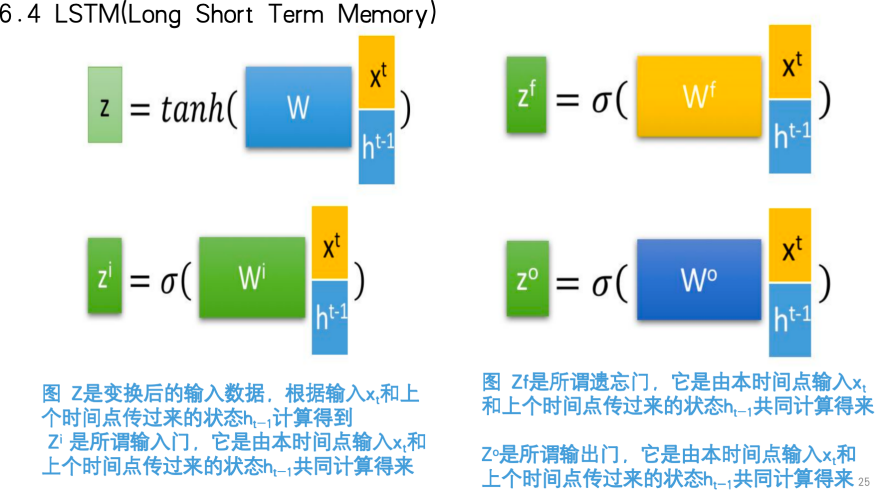 6.4 LSTM(Long Short Term Memory)
z = tanh( W x^t h^t-1 )
z^i = σ( W^i x^t h^t-1 )
图 Z是变换后的输入数据，根据输入x_t和上
个时间点传过来的状态h_t-1计算得到
Z^i 是所谓输入门，它是由本时间点输入x_t和
上个时间点传过来的状态h_t-1共同计算得来
z^f = σ( W^f x^t h^t-1 )
z^o = σ( W^o x^t h^t-1 )
图 Zf是所谓遗忘门，它是由本时间点输入x_t
和上个时间点传过来的状态h_t-1共同计算得来
Z^o是所谓输出门，它是由本时间点输入x_t和
上个时间点传过来的状态h_t-1共同计算得来
25